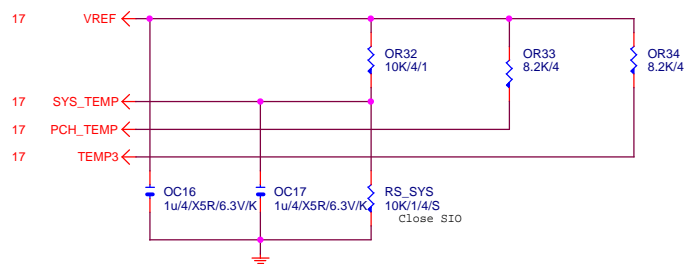 17 VREF
OR32
10K/4/1
OR33
8.2K/4
OR34
8.2K/4
17 SYS_TEMP
17 PCH_TEMP
17 TEMP3
OC16
1u/4/X5R/6.3V/K
OC17
1u/4/X5R/6.3V/K
RS_SYS
10K/1/4/S
Close SIO